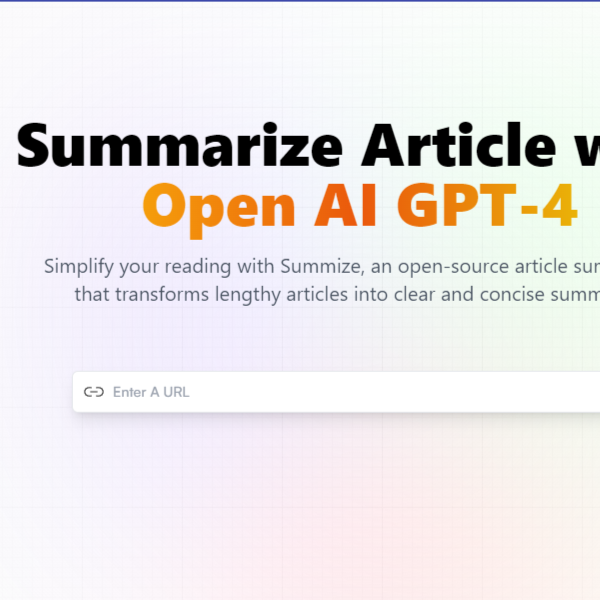 Summarize Article w
Open AI GPT-4
Simplify your reading with Summize, an open-source article sum
that transforms lengthy articles into clear and concise summ
Enter A URL